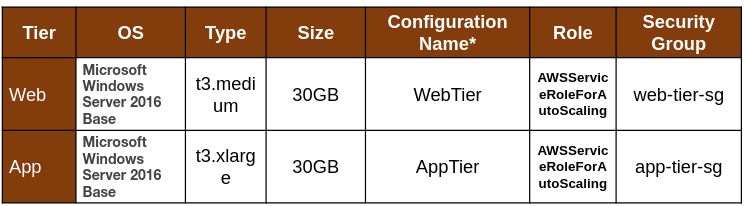 Tier OS Type Size Configuration Name* Role Security Group
Web Microsoft Windows Server 2016 Base t3.medium 30GB WebTier AWSServiceRoleForAutoScaling web-tier-sg
App Microsoft Windows Server 2016 Base t3.xlarge 30GB AppTier AWSServiceRoleForAutoScaling app-tier-sg